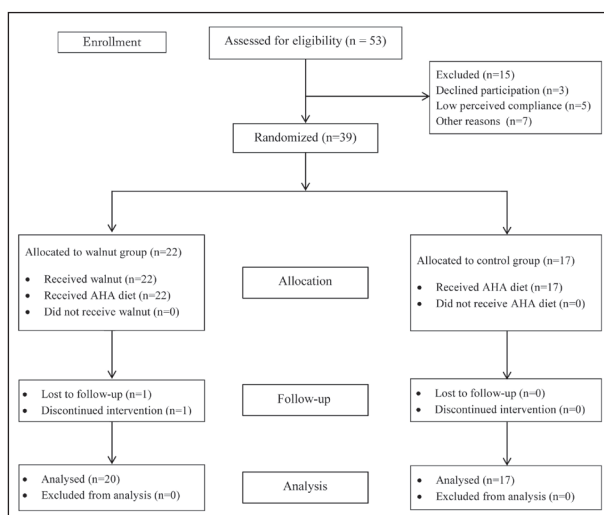 Enrollment
Assessed for eligibility (n = 53)
Excluded (n=15)
Declined participation (n=3)
Low perceived compliance (n=5)
Other reasons (n=7)
Randomized (n=39)
Allocated to walnut group (n=22)
• Received walnut (n=22)
• Received AHA diet (n=22)
• Did not receive walnut (n=0)
Allocation
Allocated to control group (n=17)
• Received AHA diet (n=17)
• Did not receive AHA diet (n=0)
• Lost to follow-up (n=1)
• Discontinued intervention (n=1)
Follow-up
• Lost to follow-up (n=0)
• Discontinued intervention (n=0)
• Analysed (n=20)
• Excluded from analysis (n=0)
Analysis
• Analysed (n=17)
• Excluded from analysis (n=0)